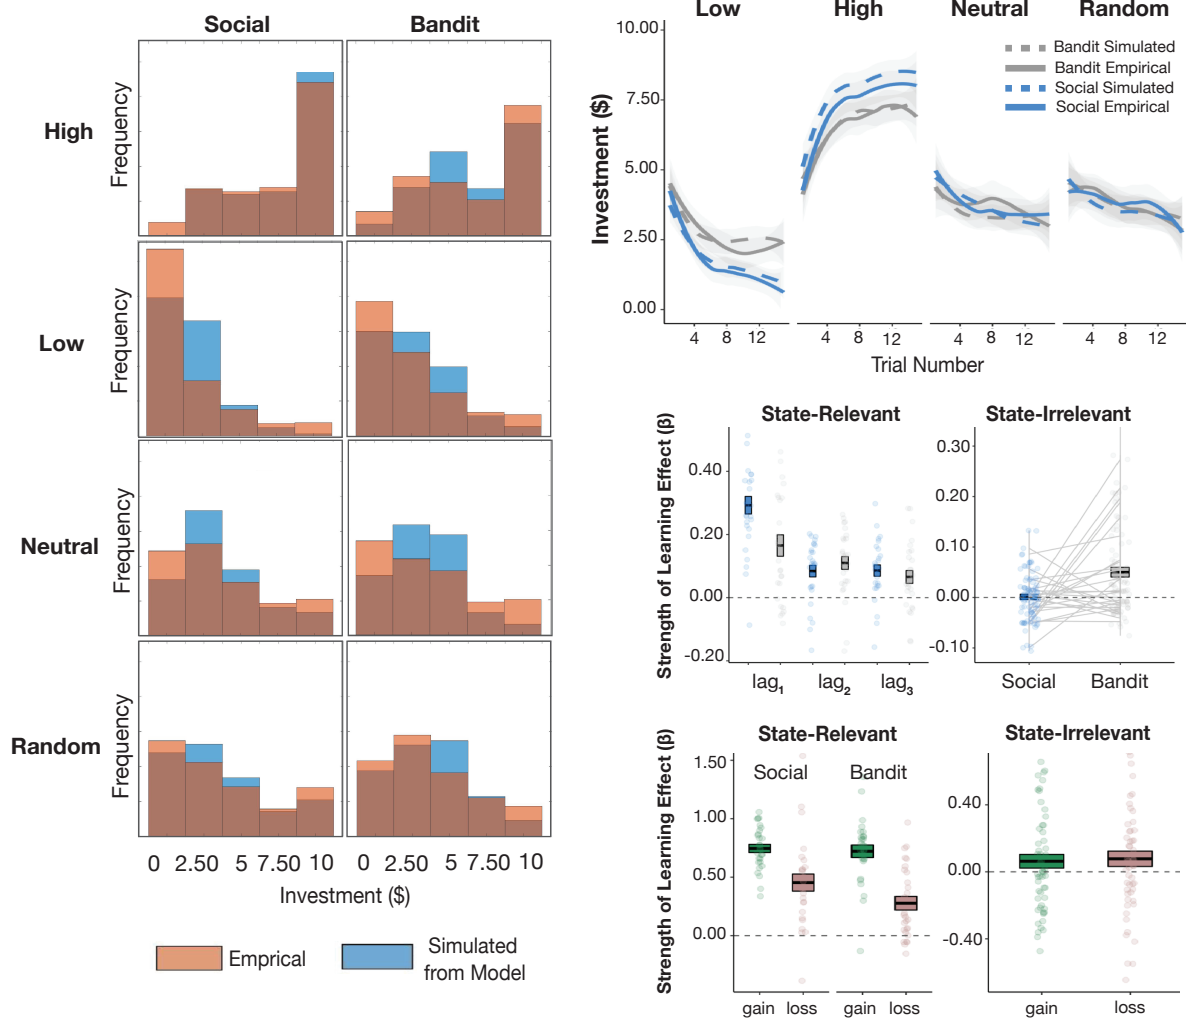 Social
Bandit
High
Frequency
Low
Frequency
Neutral
Frequency
Random
Frequency
0 2.50 5 7.50 10
0 2.50 5 7.50 10
Investment ($)
Emprical
Simulated
from Model
Low
High
Neutral
Random
Investment ($)
10.00
7.50
5.00
2.50
0.00
Bandit Simulated
Bandit Empirical
Social Simulated
Social Empirical
4 8 12
4 8 12
4 8 12
4 8 12
Trial Number
State-Relevant
Strength of Learning Effect (β)
0.40
0.20
0.00
-0.20
lag1
lag2
lag3
State-Irrelevant
0.30
0.20
0.10
0.00
-0.10
Social
Bandit
State-Relevant
Strength of Learning Effect (β)
1.50
1.00
0.50
0.00
Social
Bandit
gain loss
gain loss
State-Irrelevant
0.40
0.00
-0.40
gain
loss